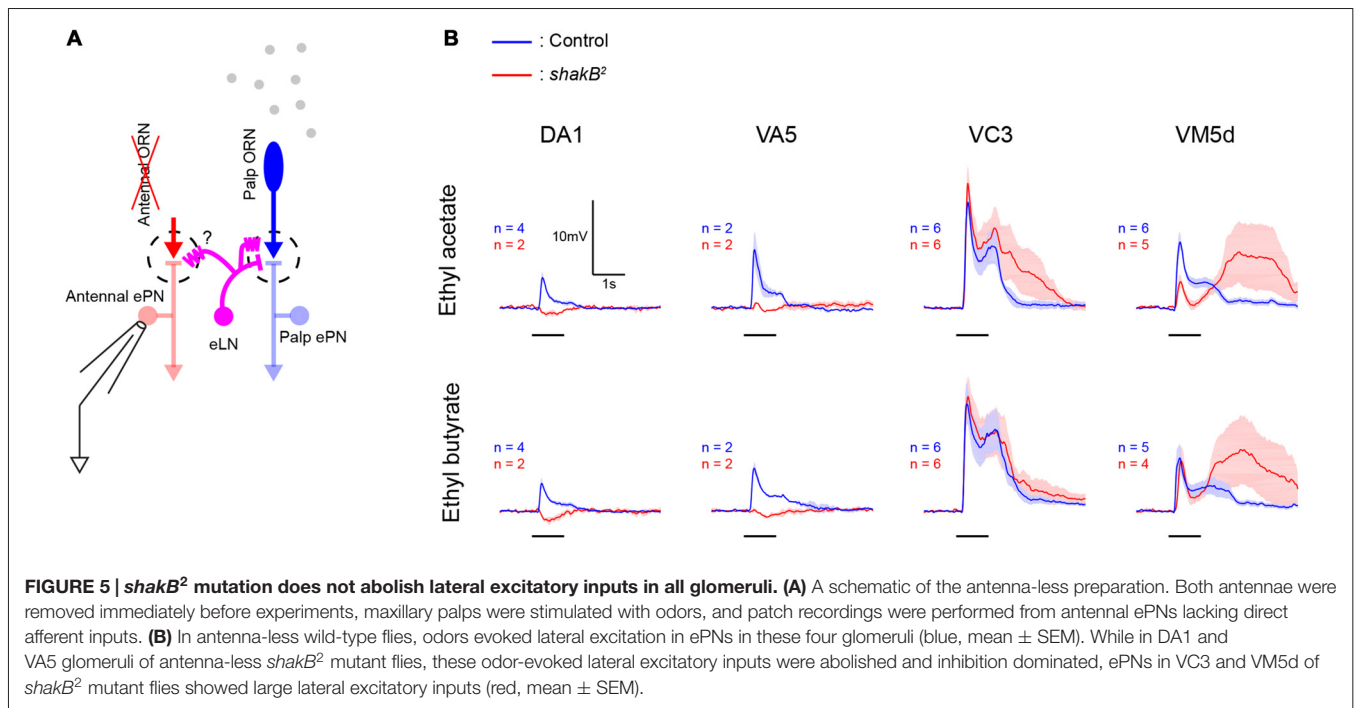 A
B
: Control
: shakB²
Antennal ORN
Palp ORN
?
Antennal ePN
eLN
Palp ePN
DA1 VA5 VC3 VM5d
Ethyl acetate
n = 4
n = 2
10mV
1s
n = 2
n = 2
n = 6
n = 6
n = 6
n = 5
Ethyl butyrate
n = 4
n = 2
n = 2
n = 2
n = 6
n = 6
n = 5
n = 4
FIGURE 5 | shakB² mutation does not abolish lateral excitatory inputs in all glomeruli. (A) A schematic of the antenna-less preparation. Both antennae were
removed immediately before experiments, maxillary palps were stimulated with odors, and patch recordings were performed from antennal ePNs lacking direct
afferent inputs. (B) In antenna-less wild-type flies, odors evoked lateral excitation in ePNs in these four glomeruli (blue, mean ± SEM). While in DA1 and
VA5 glomeruli of antenna-less shakB² mutant flies, these odor-evoked lateral excitatory inputs were abolished and inhibition dominated, ePNs in VC3 and VM5d of
shakB² mutant flies showed large lateral excitatory inputs (red, mean ± SEM).